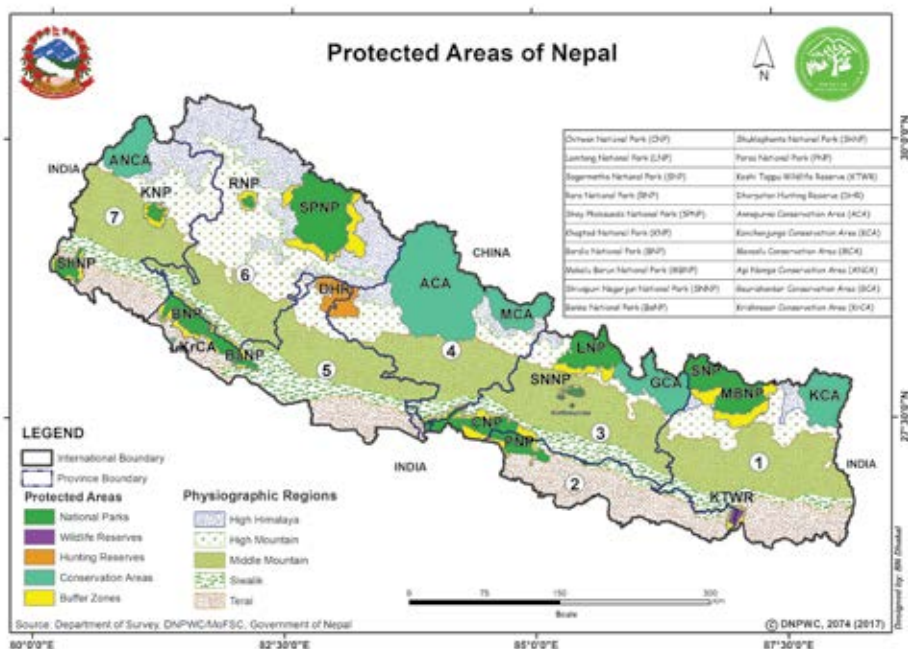 Protected Areas of Nepal
N
Chitwan National Park (CNP)
Shuklaphanta National Park (SHNP)
Lamtang National Park (LNP)
Parsa National Park (PNP)
Sagarmatha National Park (SNP)
Koshi Tappu Wildlife Reserve (KTWR)
Rara National Park (RNP)
Dhorpatan Hunting Reserve (DHR)
Shey Phoksundo National Park (SPNP)
Annapurna Conservation Area (ACA)
Khaptad National Park (KNP)
Kanchenjunga Conservation Area (KCA)
Bardia National Park (BNP)
Manaslu Conservation Area (MCA)
Makalu Barun National Park (MBNP)
Api Nampa Conservation Area (ANCA)
Shivapuri Nagarjun National Park (SNNP)
Gaurishankar Conservation Area (GCA)
Banke National Park (BaNP)
Krishnasar Conservation Area (KrCA)
INDIA
ANCA
KNP
RNP
SPNP
7
CHINA
ShNP
6
DHR
ACA
MCA
BNP
KrCA
BaNP
5
4
LNP
SNNP
GCA
SNP
MBNP
KCA
CNP
PNP
3
1
INDIA
INDIA
2
KTWR
LEGEND
International Boundary
Province Boundary
Protected Areas
National Parks
Wildlife Reserves
Hunting Reserves
Conservation Areas
Buffer Zones
Physiographic Regions
High Himalaya
High Mountain
Middle Mountain
Siwalik
Terai
0 75 150 300
Km
Scale
Source: Department of Survey, DNPWC/MoFSC, Government of Nepal
© DNPWC, 2074 (2017)
Designed by: BN Dhakal
80°0'0"E
82°30'0"E
85°0'0"E
87°30'0"E
30°0'0"N
27°30'0"N